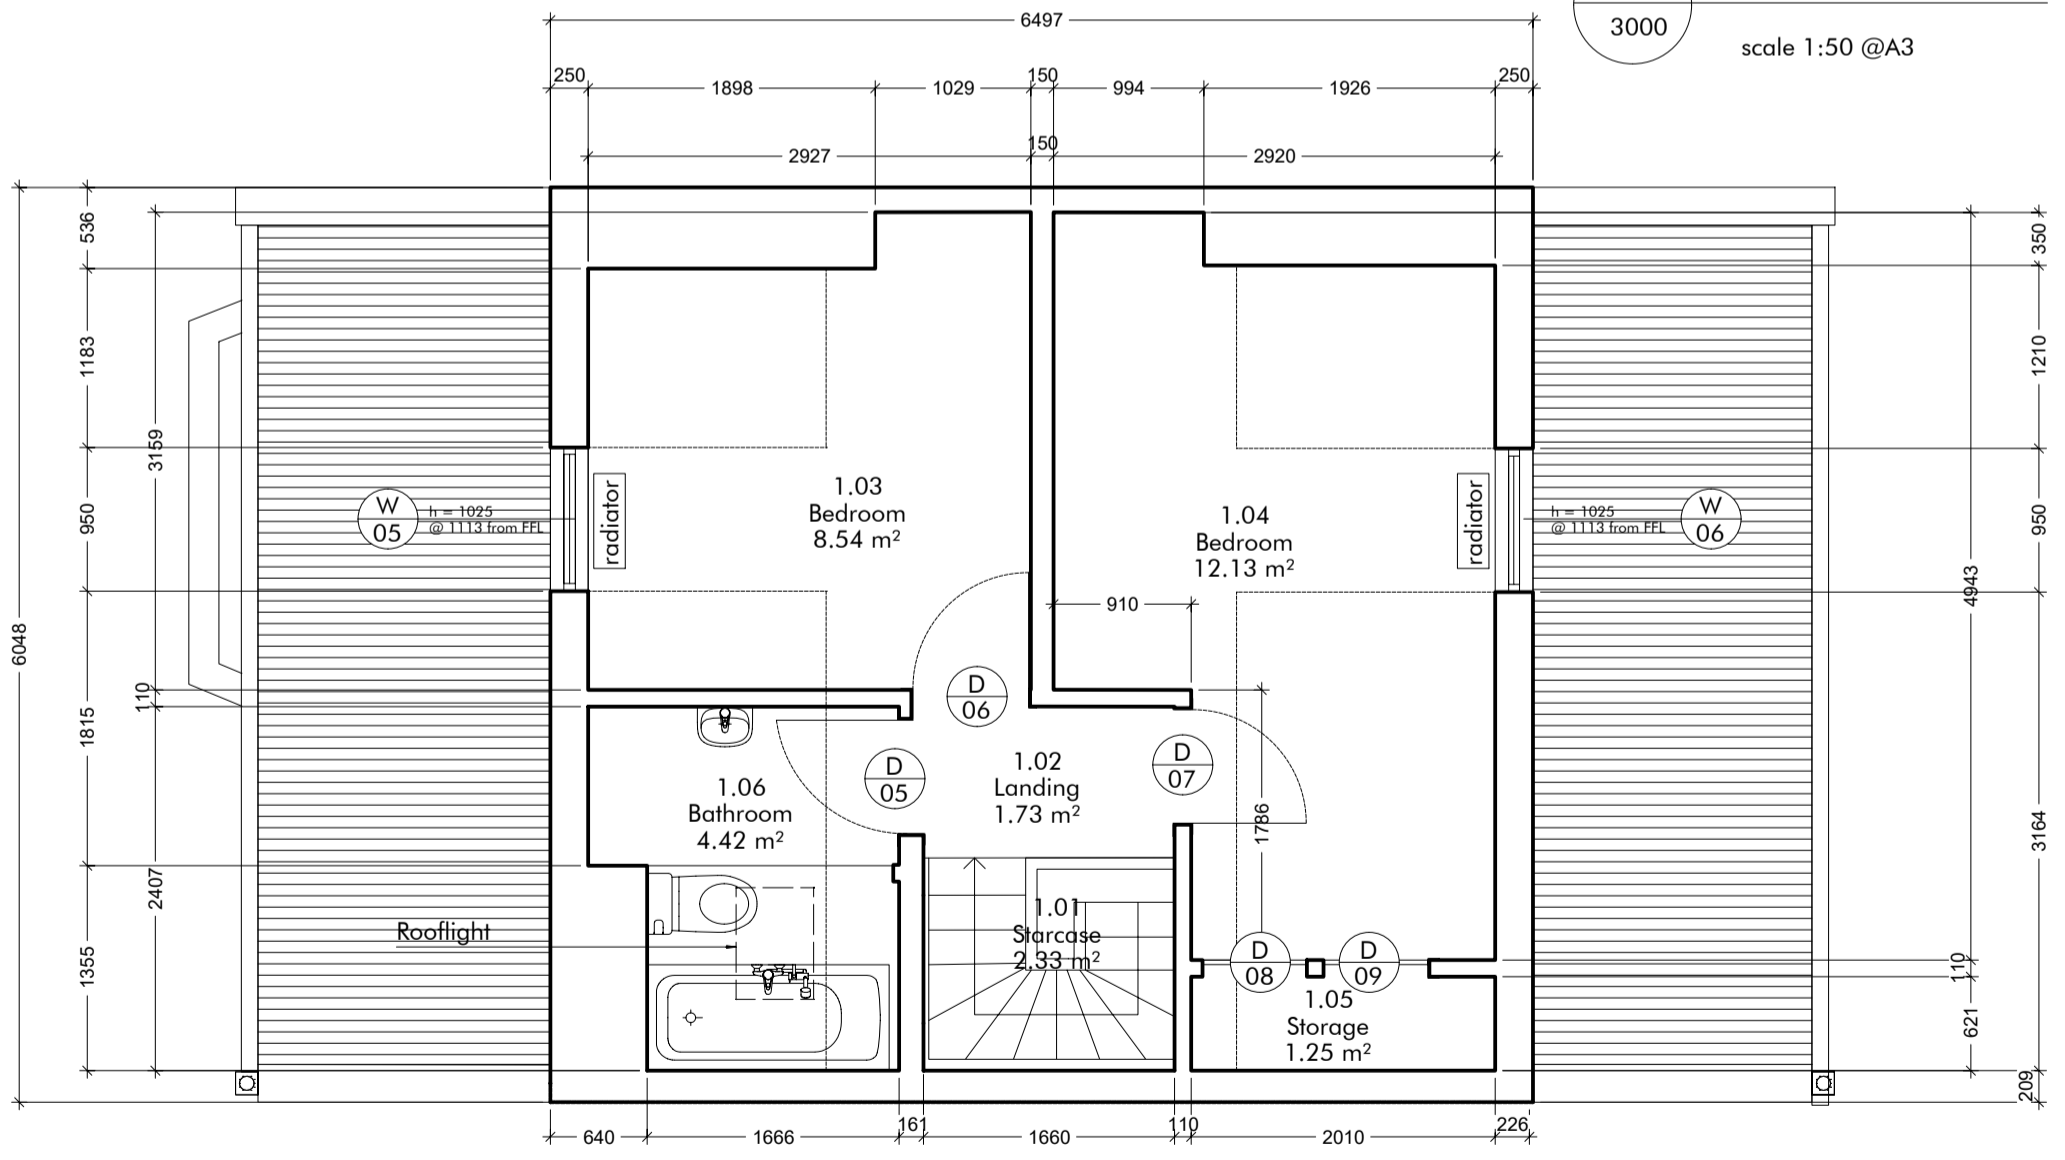 6497
3000
scale 1:50 @A3
250
1898
1029
150
994
1926
250
2927
150
2920
536
1183
950
1815
1355
6048
3159
110
2407
350
1210
950
3164
209
4943
110
621
W
05
h = 1025
@ 1113 from FFL
radiator
1.03
Bedroom
8.54 m²
1.04
Bedroom
12.13 m²
radiator
h = 1025
@ 1113 from FFL
W
06
910
D
06
1.02
Landing
1.73 m²
D
07
D
05
1.06
Bathroom
4.42 m²
1786
Rooflight
1.01
Starcase
2.33 m²
D
08
D
09
1.05
Storage
1.25 m²
640
1666
161
1660
110
2010
226